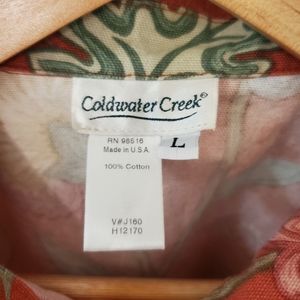 Coldwater Creek®
L
RN 98516
Made in U.S.A.
100% Cotton
V#J160
H12170